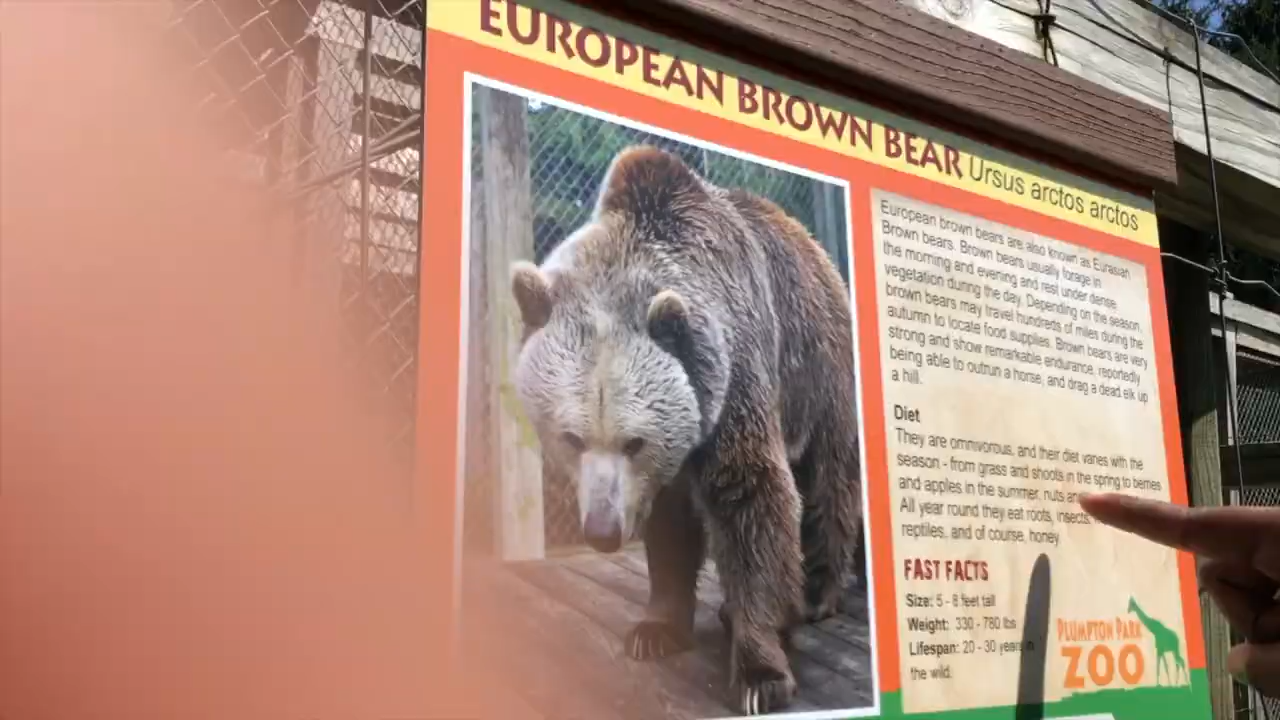 EUROPEAN BROWN BEAR Ursus arctos arctos
European brown bears are also known as Eurasian
Brown bears. Brown bears usually forage in
the morning and evening and rest under dense
vegetation during the day. Depending on the season,
brown bears may travel hundreds of miles during the
autumn to locate food supplies. Brown bears are very
strong and show remarkable endurance, reportedly
being able to outrun a horse, and drag a dead elk up
a hill.
Diet
They are omnivorous, and their diet varies with the
season - from grass and shoots in the spring to berries
and apples in the summer, nuts
All year round they eat roots, insects,
reptiles, and of course, honey
FAST FACTS
Size: 5 - 8 feet tall
Weight: 330 - 780 lbs
Lifespan: 20 - 30 years in
the wild.
PLUMPTON PARK
ZOO